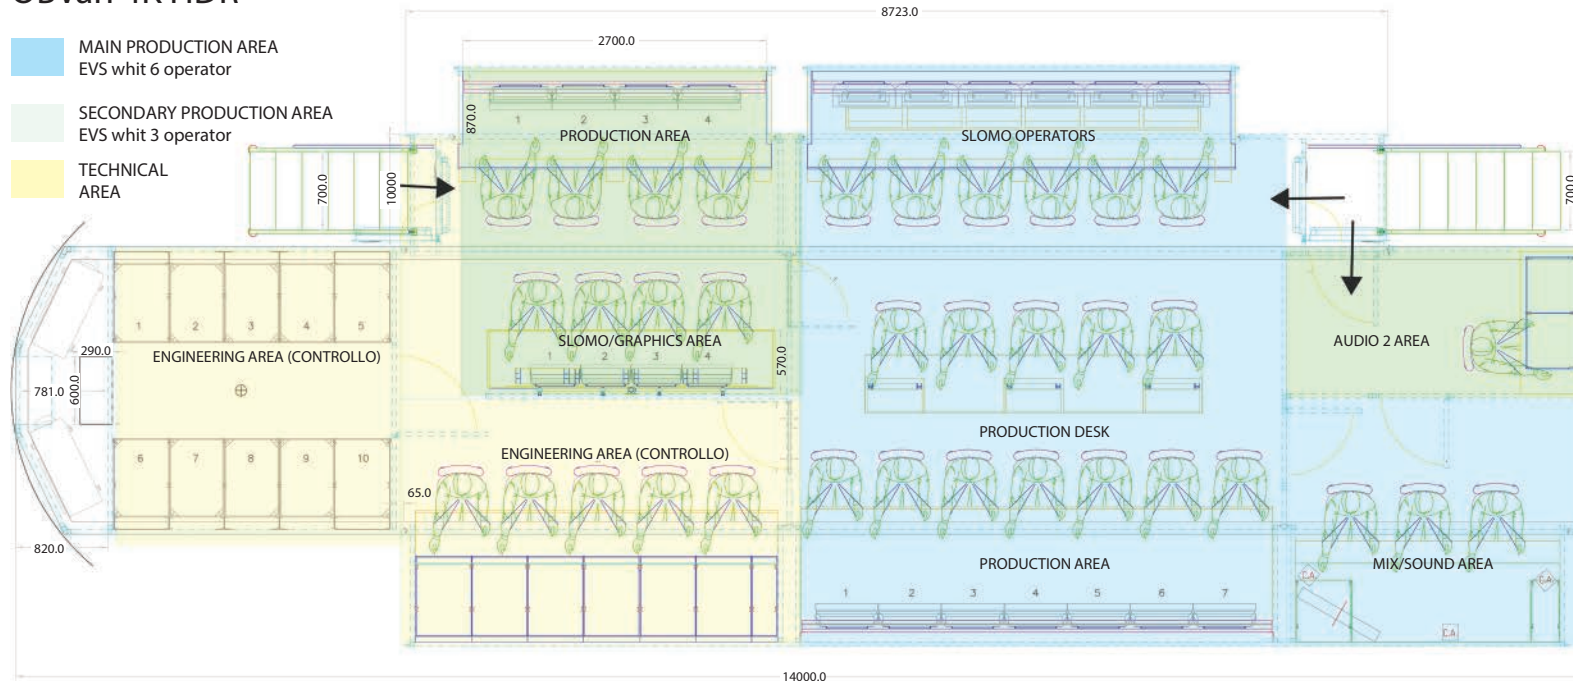 MAIN PRODUCTION AREA
EVS whit 6 operator
SECONDARY PRODUCTION AREA
EVS whit 3 operator
TECHNICAL
AREA
8723.0
2700.0
870.0
1 2 3 4
PRODUCTION AREA
SLOMO OPERATORS
700.0
10000
700.0
1 2 3 4 5
290.0
ENGINEERING AREA (CONTROLLO)
781.0
600.0
SLOMO/GRAPHICS AREA
1 2 3 4
570.0
AUDIO 2 AREA
PRODUCTION DESK
6 7 8 9 10
ENGINEERING AREA (CONTROLLO)
65.0
820.0
PRODUCTION AREA
1 2 3 4 5 6 7
MIX/SOUND AREA
C.A
C.A
C.A
14000.0